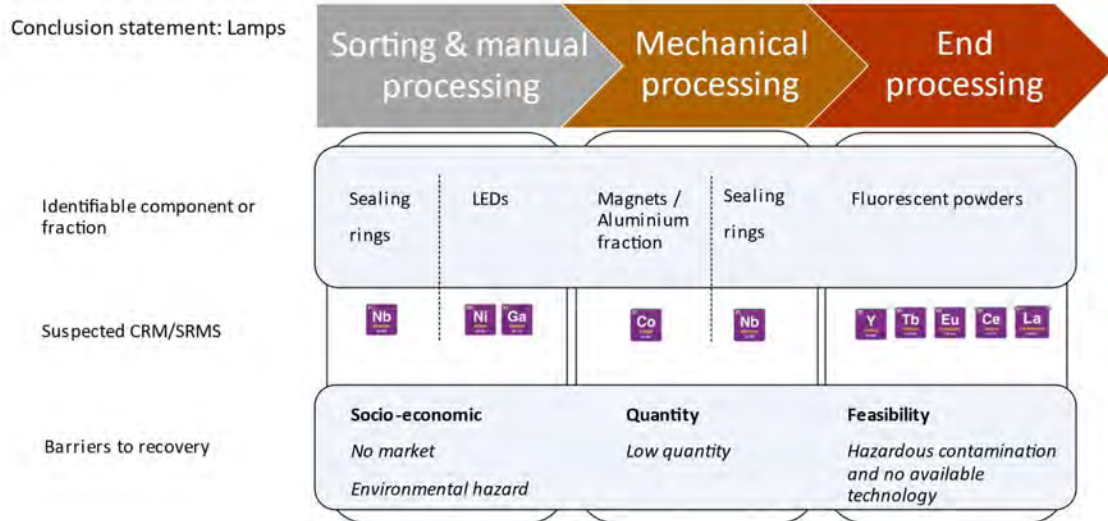 Conclusion statement: Lamps
Sorting & manual
processing
Mechanical
processing
End
processing
Identifiable component or
fraction
Sealing
rings
LEDs
Magnets /
Aluminium
fraction
Sealing
rings
Fluorescent powders
Suspected CRM/SRMS
Nb
Ni
Ga
Co
Nb
Y
Tb
Eu
Ce
La
Barriers to recovery
Socio-economic
No market
Environmental hazard
Quantity
Low quantity
Feasibility
Hazardous contamination
and no available
technology